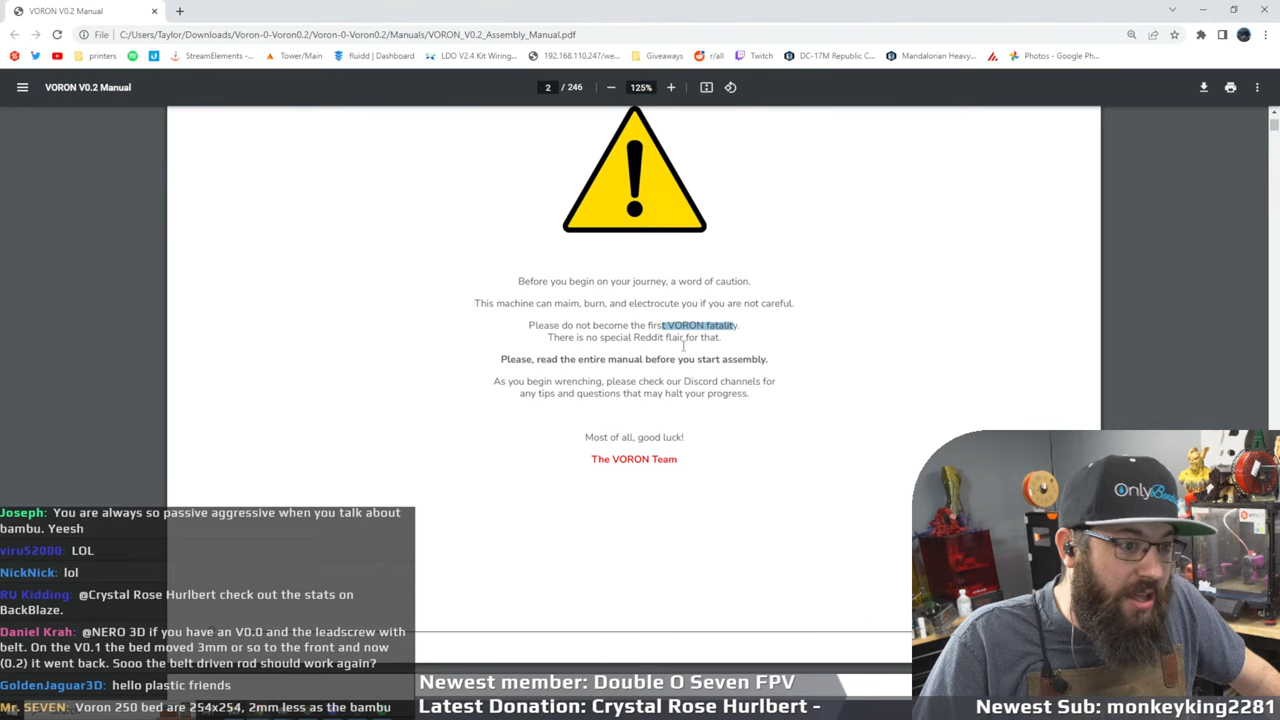 VORON V0.2 Manual
File
C:/Users/Taylor/Downloads/Voron-0-Voron0.2/Voron-0-Voron0.2/Manuals/VORON_V0.2_Assembly_Manual.pdf
printers
StreamElements -...
Tower/Main
fluidd | Dashboard
LDO V2.4 Kit Wiring...
192.168.110.247/we...
Giveaways
r/all
Twitch
DC-17M Republic C...
Mandalorian Heavy...
Photos - Google Ph...
VORON V0.2 Manual
2 / 246
125%
Before you begin on your journey, a word of caution.
This machine can maim, burn, and electrocute you if you are not careful.
Please do not become the first VORON fatality.
There is no special Reddit flair for that.
Please, read the entire manual before you start assembly.
As you begin wrenching, please check our Discord channels for
any tips and questions that may halt your progress.
Most of all, good luck!
The VORON Team
Joseph: You are always so passive aggressive when you talk about
bambu. Yeesh
viru52000: LOL
NickNick: lol
RU Kidding: @Crystal Rose Hurlbert check out the stats on
BackBlaze.
Daniel Krah: @NERO 3D if you have an V0.0 and the leadscrew with
belt. On the V0.1 the bed moved 3mm or so to the front and now
(0.2) it went back. Sooo the belt driven rod should work again?
GoldenJaguar3D: hello plastic friends
Mr. SEVEN: Voron 250 bed are 254x254, 2mm less as the bambu
Newest member: Double O Seven FPV
Latest Donation: Crystal Rose Hurlbert -
Newest Sub: monkeyking2281